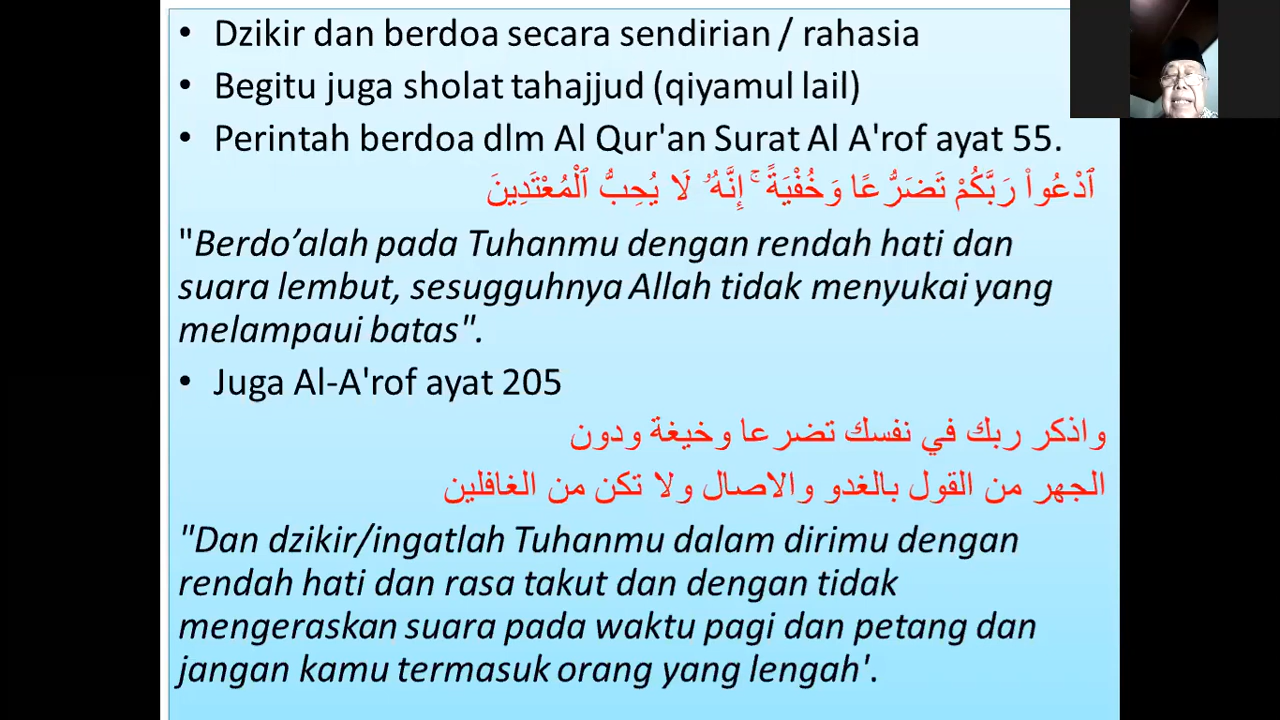 • Dzikir dan berdoa secara sendirian / rahasia
• Begitu juga sholat tahajjud (qiyamul lail)
• Perintah berdoa dlm Al Qur'an Surat Al A'rof ayat 55.
ٱدْعُوا۟ رَبَّكُمْ تَضَرُّعًا وَخُفْيَةً ۚ إِنَّهُۥ لَا يُحِبُّ ٱلْمُعْتَدِينَ
"Berdo’alah pada Tuhanmu dengan rendah hati dan
suara lembut, sesugguhnya Allah tidak menyukai yang
melampaui batas".
• Juga Al-A'rof ayat 205
واذكر ربك في نفسك تضرعا وخيغة ودون
الجهر من القول بالغدو والاصال ولا تكن من الغافلين
"Dan dzikir/ingatlah Tuhanmu dalam dirimu dengan
rendah hati dan rasa takut dan dengan tidak
mengeraskan suara pada waktu pagi dan petang dan
jangan kamu termasuk orang yang lengah'.